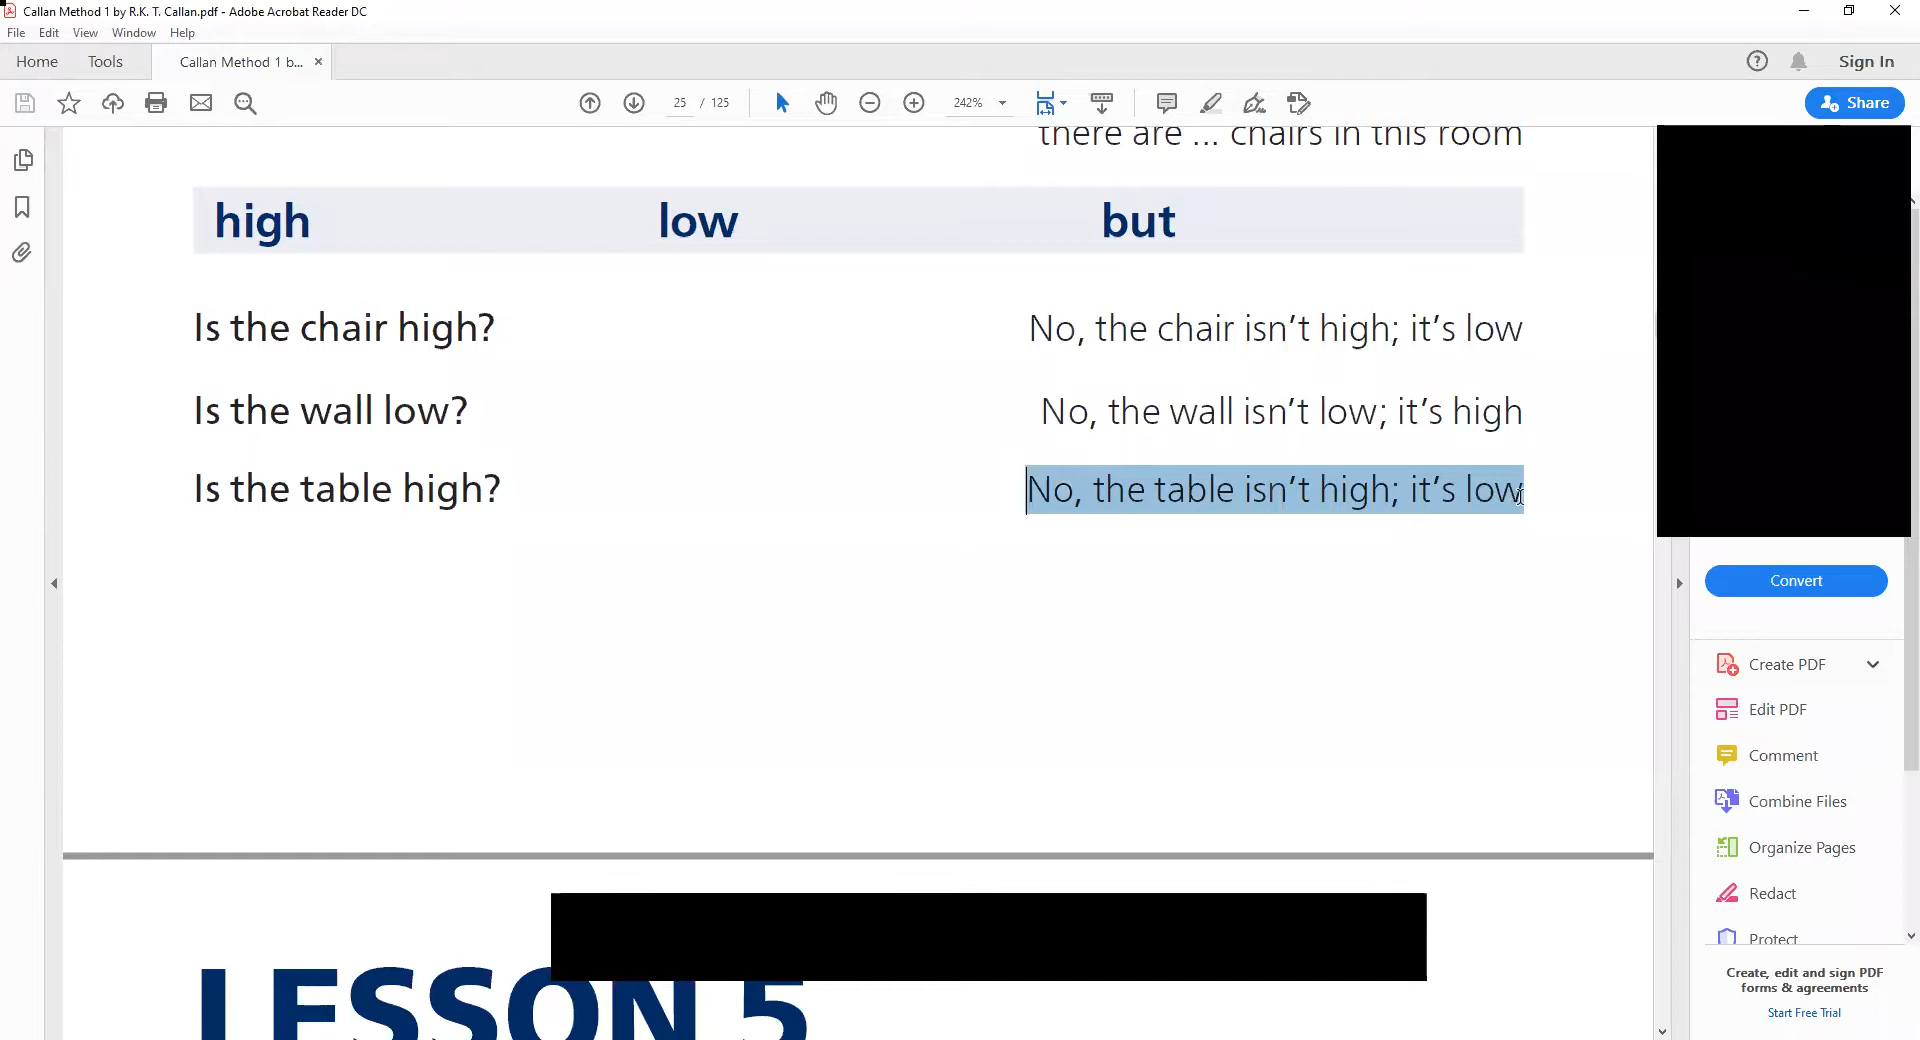 Callan Method 1 by R.K. T. Callan.pdf - Adobe Acrobat Reader DC
File Edit View Window Help
Home Tools Callan Method 1 b... Sign In
25 / 125 242% Share
there are ... chairs in this room
high low but
Is the chair high? No, the chair isn’t high; it’s low
Is the wall low? No, the wall isn’t low; it’s high
Is the table high? No, the table isn’t high; it’s low
Convert
Create PDF
Edit PDF
Comment
Combine Files
Organize Pages
Redact
Protect
Create, edit and sign PDF
forms & agreements
Start Free Trial
LESSON 5